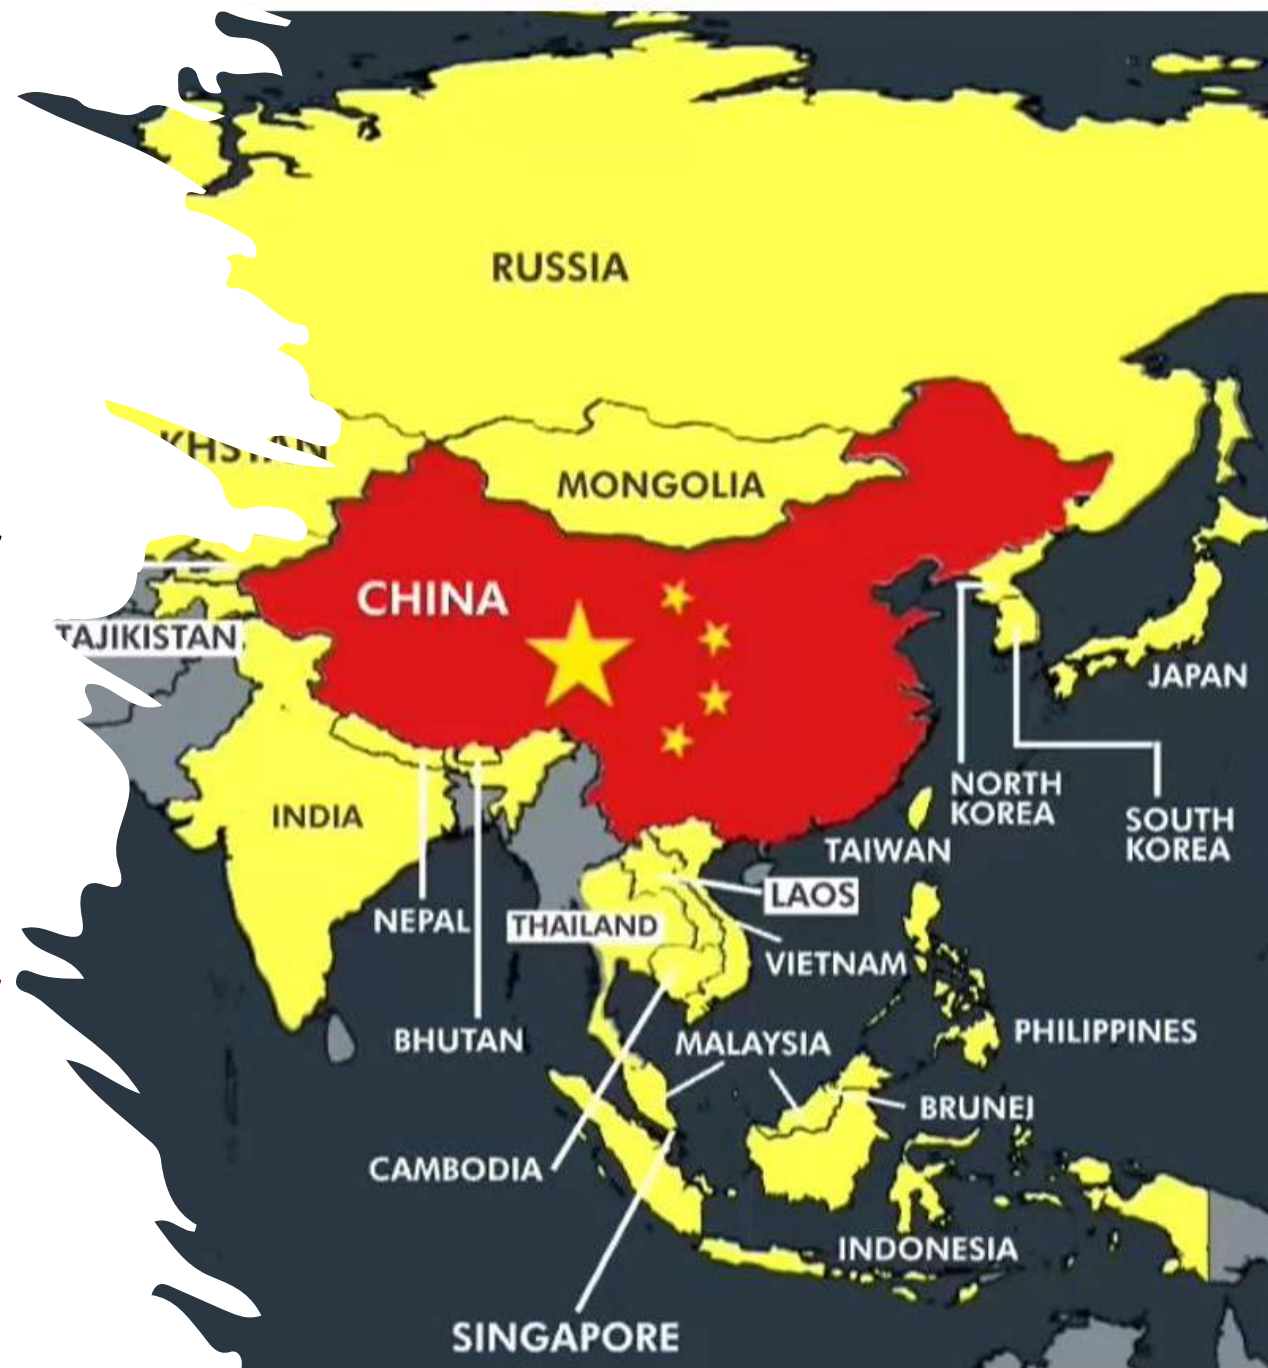 RUSSIA
KHSTAN
MONGOLIA
CHINA
TAJIKISTAN
JAPAN
NORTH
KOREA
SOUTH
KOREA
INDIA
TAIWAN
LAOS
NEPAL
THAILAND
VIETNAM
BHUTAN
MALAYSIA
PHILIPPINES
BRUNEI
CAMBODIA
INDONESIA
SINGAPORE